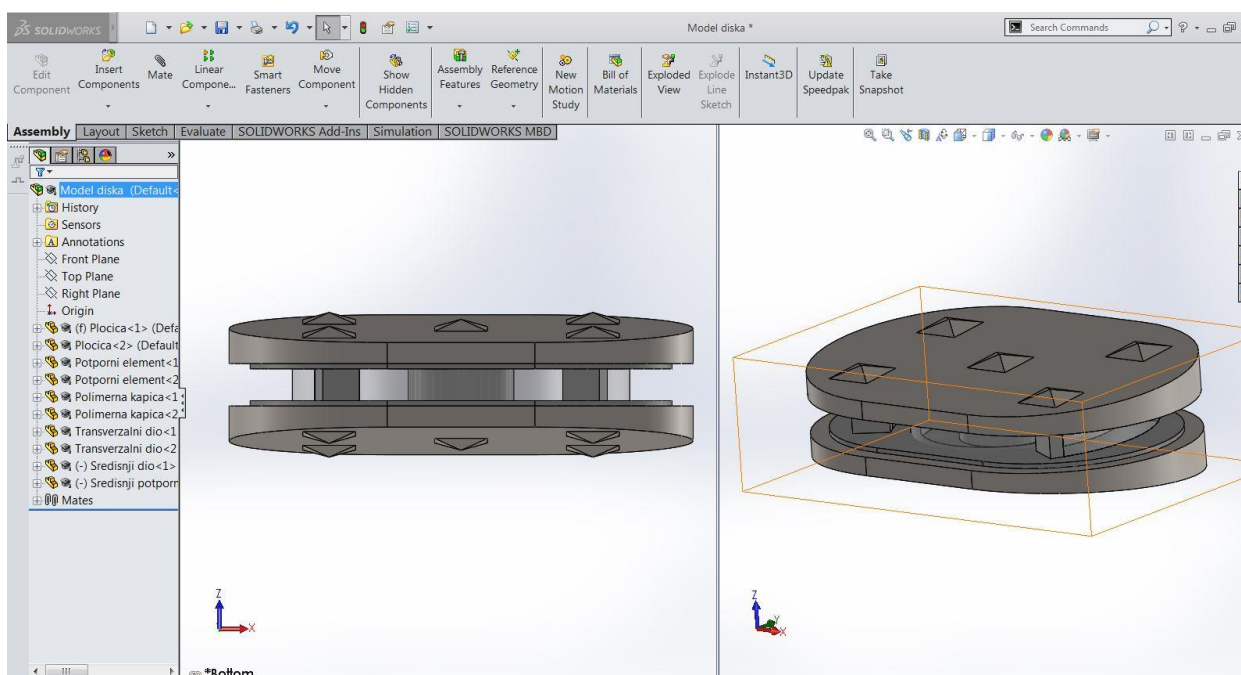 SOLIDWORKS
Model diska *
Search Commands
Edit Component
Insert Components
Mate
Linear Compone...
Smart Fasteners
Move Component
Show Hidden Components
Assembly Features
Reference Geometry
New Motion Study
Bill of Materials
Exploded View
Explode Line Sketch
Instant3D
Update Speedpak
Take Snapshot
Assembly Layout Sketch Evaluate SOLIDWORKS Add-Ins Simulation SOLIDWORKS MBD
Model diska (Default<
History
Sensors
A Annotations
Front Plane
Top Plane
Right Plane
Origin
(f) Plocica<1> (Defa
Plocica<2> (Default
Potporni element<1
Potporni element<2
Polimerna kapica<1
Polimerna kapica<2
Transverzalni dio<1
Transverzalni dio<2
(-) Sredisnji dio<1>
(-) Sredisnji potporn
Mates
Z
X
Z
Y
X
*Bottom